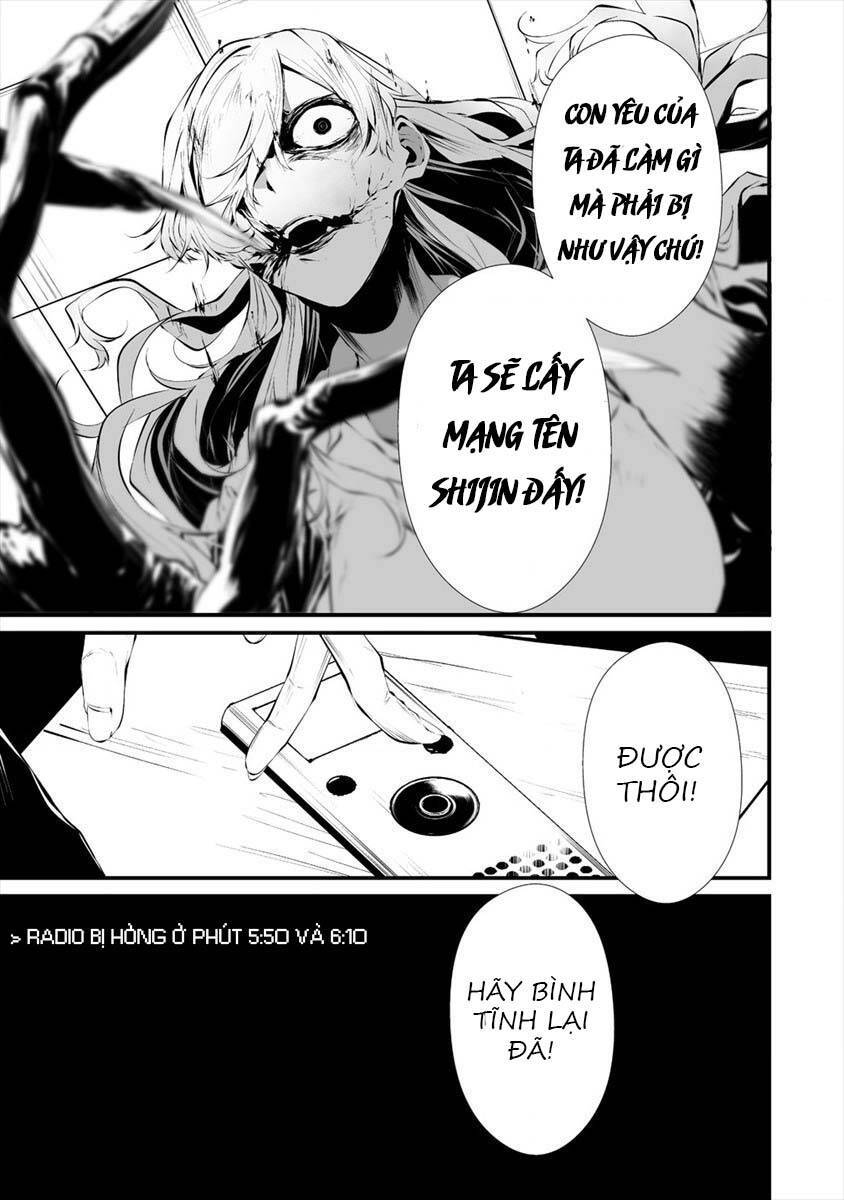 CON YÊU CỦA
TA ĐÃ LÀM GÌ
MÀ PHẢI BỊ
NHƯ VẬY CHỨ!
TA SẼ LẤY
MẠNG TÊN
SHIJIN ĐẤY!
ĐƯỢC
THÔI!
> RADIO BỊ HỎNG Ở PHÚT 5:50 VÀ 6:10
HÃY BÌNH
TĨNH LẠI
ĐÃ!